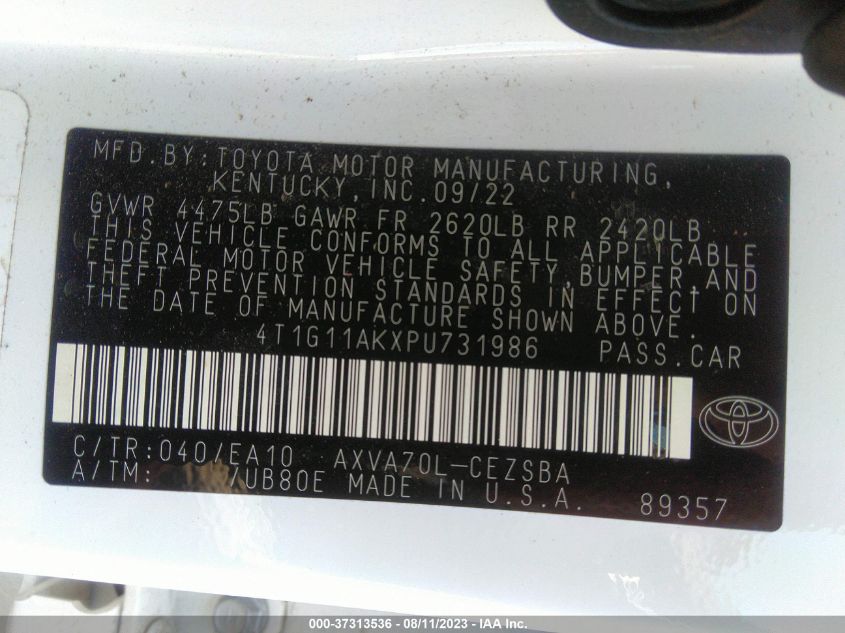 MFD.BY:TOYOTA MOTOR MANUFACTURING,
KENTUCKY,INC.09/22
GVWR 4475LB GAWR FR 2620LB RR 2420LB
THIS VEHICLE CONFORMS TO ALL APPLICABLE
FEDERAL MOTOR VEHICLE SAFETY,BUMPER,AND
THEFT PREVENTION STANDARDS IN EFFECT ON
THE DATE OF MANUFACTURE SHOWN ABOVE.
4T1G11AKXPU731986 PASS.CAR
C/TR:040/EA10 AXVA70L-CEZSBA
A/TM: /UB80E MADE IN U.S.A. 89357
000-37313536 - 08/11/2023 - © IAA Inc.